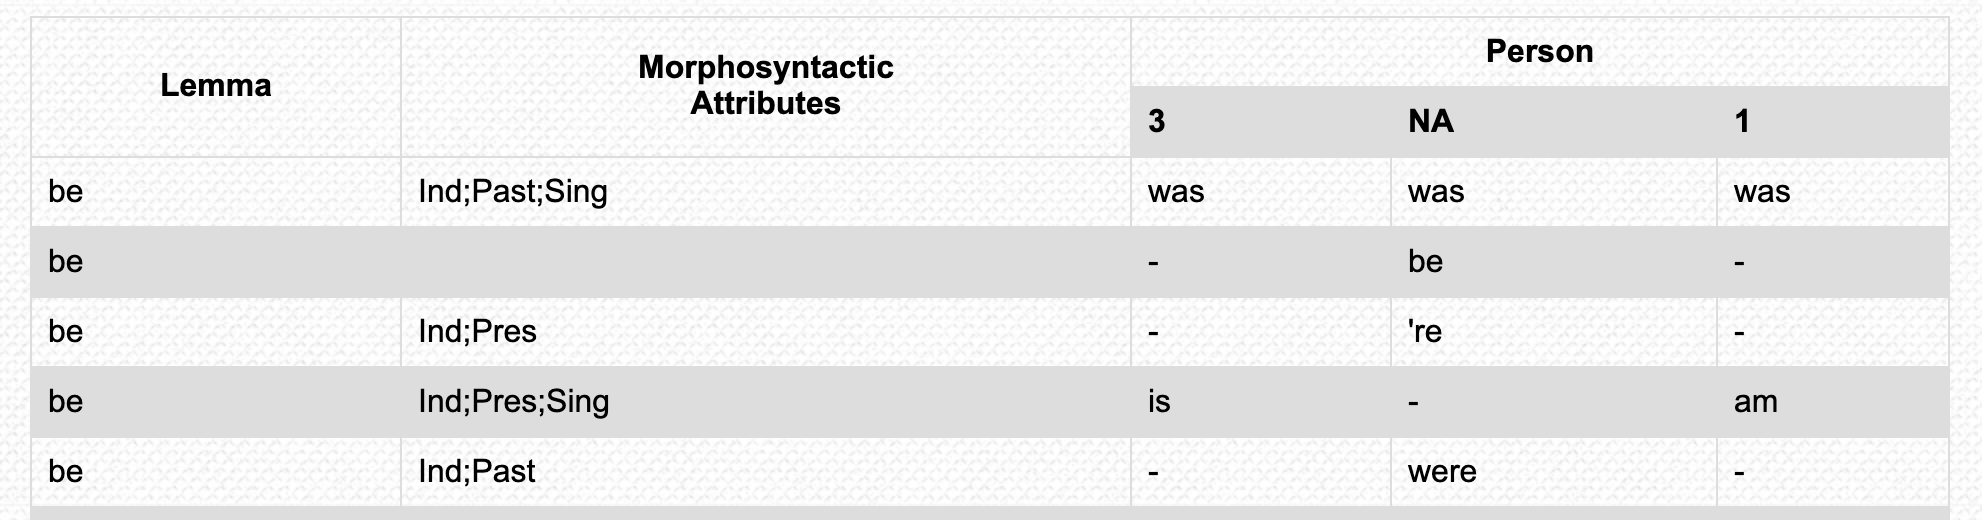 Lemma
Morphosyntactic
Attributes
Person
3 NA 1
be Ind;Past;Sing was was was
be - be -
be Ind;Pres - 're -
be Ind;Pres;Sing is - am
be Ind;Past - were -